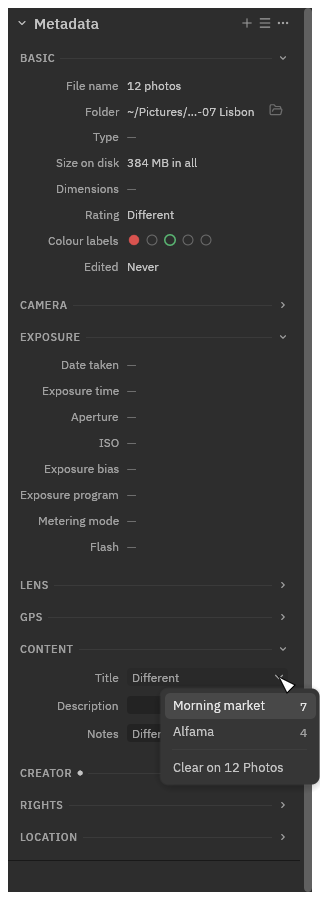 Metadata
BASIC
File name 12 photos
Folder ~/Pictures/...-07 Lisbon
Type —
Size on disk 384 MB in all
Dimensions —
Rating Different
Colour labels
Edited Never
CAMERA
EXPOSURE
Date taken —
Exposure time —
Aperture —
ISO —
Exposure bias —
Exposure program —
Metering mode —
Flash —
LENS
GPS
CONTENT
Title Different
Description
Morning market 7
Notes
Alfama 4
Clear on 12 Photos
CREATOR
RIGHTS
LOCATION